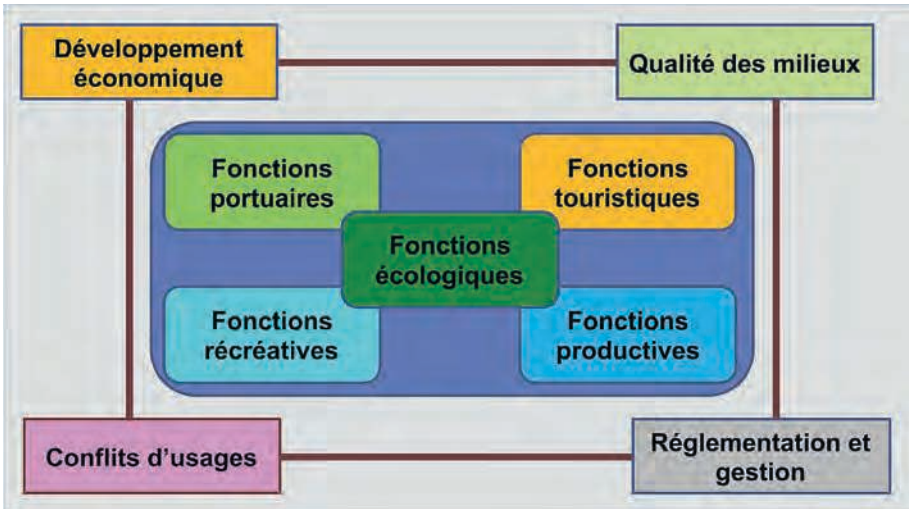 Développement
économique
Qualité des milieux
Fonctions
portuaires
Fonctions
touristiques
Fonctions
écologiques
Fonctions
récréatives
Fonctions
productives
Conflits d’usages
Réglementation et
gestion